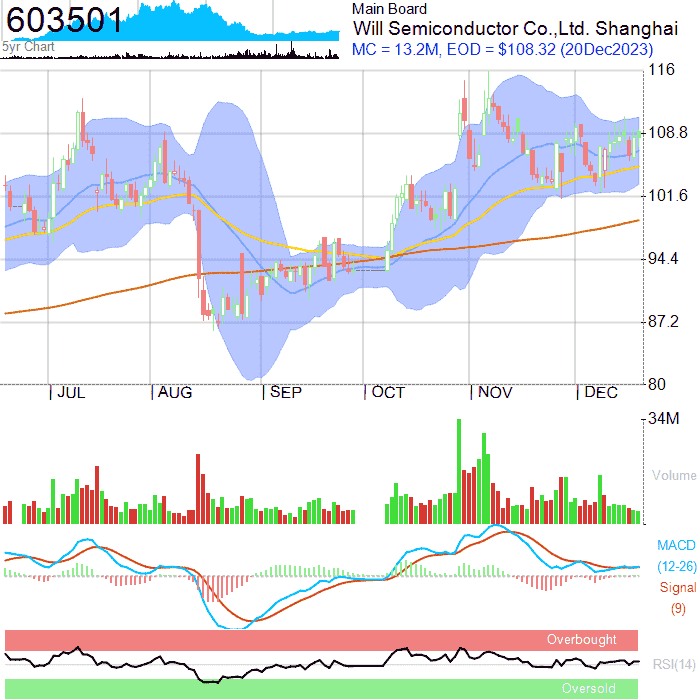 603501
5yr Chart
Main Board
Will Semiconductor Co.,Ltd. Shanghai
MC = 13.2M, EOD = $108.32 (20Dec2023)
116
108.8
101.6
94.4
87.2
80
JUL
AUG
SEP
OCT
NOV
DEC
34M
Volume
MACD
(12-26)
Signal
(9)
Overbought
RSI(14)
Oversold